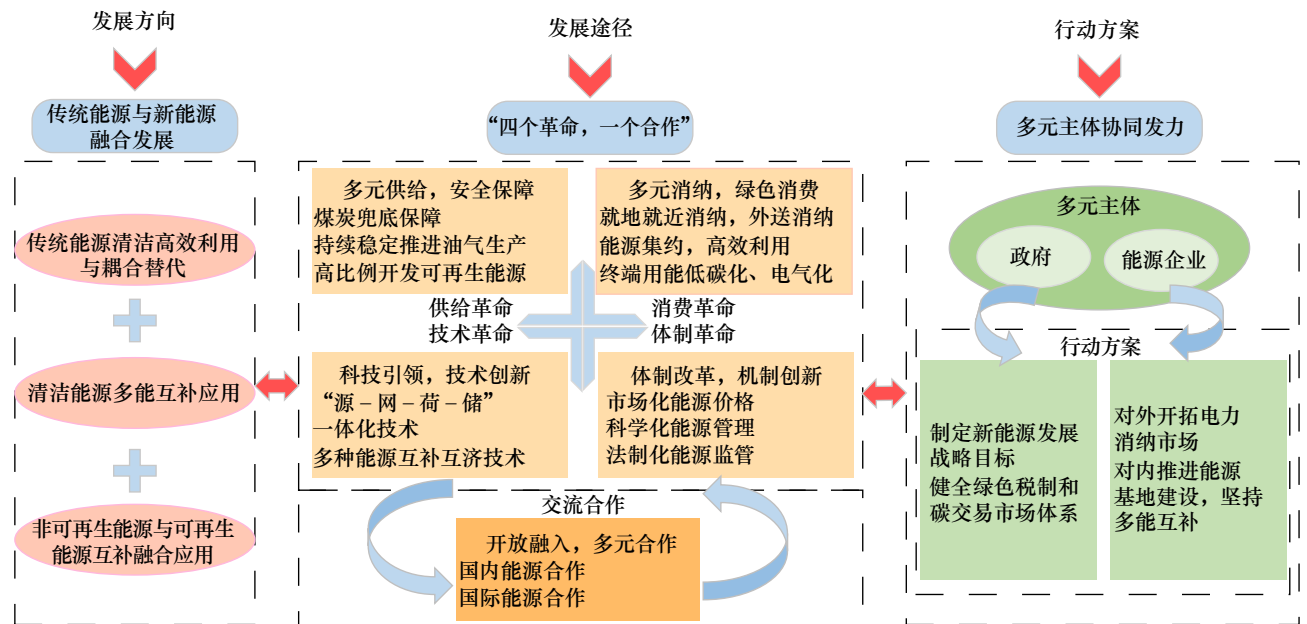 发展方向
传统能源与新能源
融合发展
传统能源清洁高效利用
与耦合替代
清洁能源多能互补应用
非可再生能源与可再生
能源互补融合应用
发展途径
“四个革命，一个合作”
多元供给，安全保障
煤炭兜底保障
持续稳定推进油气生产
高比例开发可再生能源
多元消纳，绿色消费
就地就近消纳，外送消纳
能源集约，高效利用
终端用能低碳化、电气化
供给革命
消费革命
技术革命
体制革命
科技引领，技术创新
“源－网－荷－储”
一体化技术
多种能源互补互济技术
体制改革，机制创新
市场化能源价格
科学化能源管理
法制化能源监管
交流合作
开放融入，多元合作
国内能源合作
国际能源合作
行动方案
多元主体协同发力
多元主体
政府
能源企业
行动方案
制定新能源发展
战略目标
健全绿色税制和
碳交易市场体系
对外开拓电力
消纳市场
对内推进能源
基地建设，坚持
多能互补